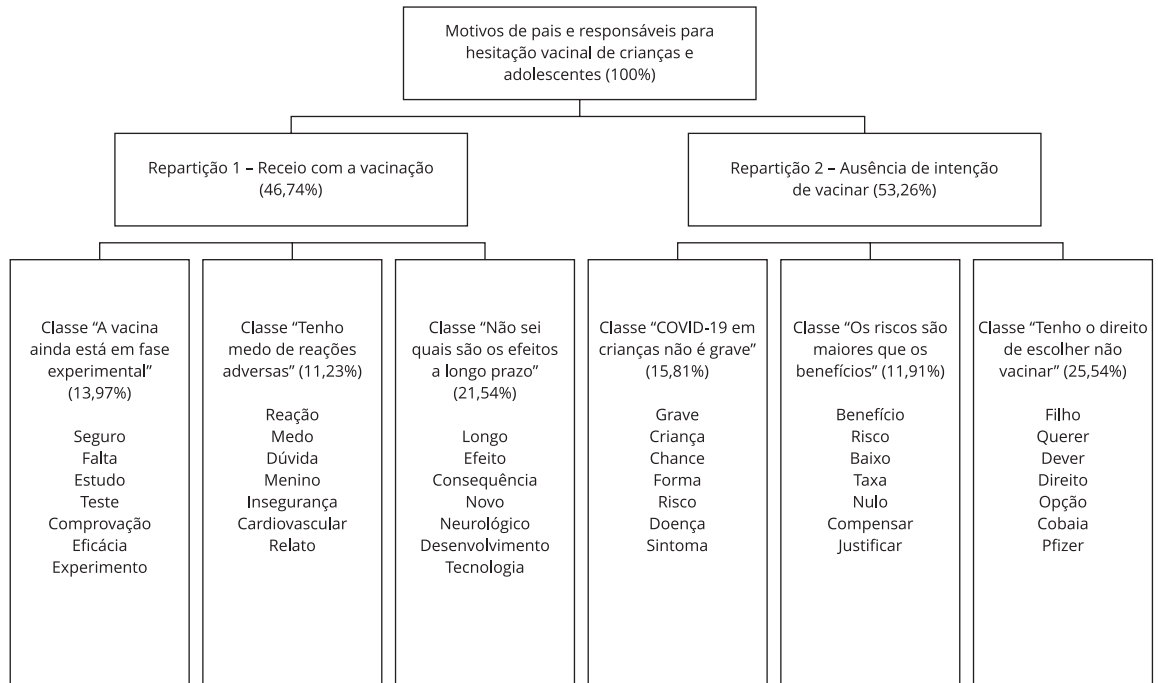 Motivos de pais e responsáveis para
hesitação vacinal de crianças e
adolescentes (100%)
Repartição 1 – Receio com a vacinação
(46,74%)
Repartição 2 – Ausência de intenção
de vacinar (53,26%)
Classe “A vacina
ainda está em fase
experimental”
(13,97%)
Seguro
Falta
Estudo
Teste
Comprovação
Eficácia
Experimento
Classe “Tenho
medo de reações
adversas” (11,23%)
Reação
Medo
Dúvida
Menino
Insegurança
Cardiovascular
Relato
Classe “Não sei
quais são os efeitos
a longo prazo”
(21,54%)
Longo
Efeito
Consequência
Novo
Neurológico
Desenvolvimento
Tecnologia
Classe “COVID-19 em
crianças não é grave”
(15,81%)
Grave
Criança
Chance
Forma
Risco
Doença
Sintoma
Classe “Os riscos são
maiores que os
benefícios” (11,91%)
Benefício
Risco
Baixo
Taxa
Nulo
Compensar
Justificar
Classe “Tenho o direito
de escolher não
vacinar” (25,54%)
Filho
Querer
Dever
Direito
Opção
Cobaia
Pfizer